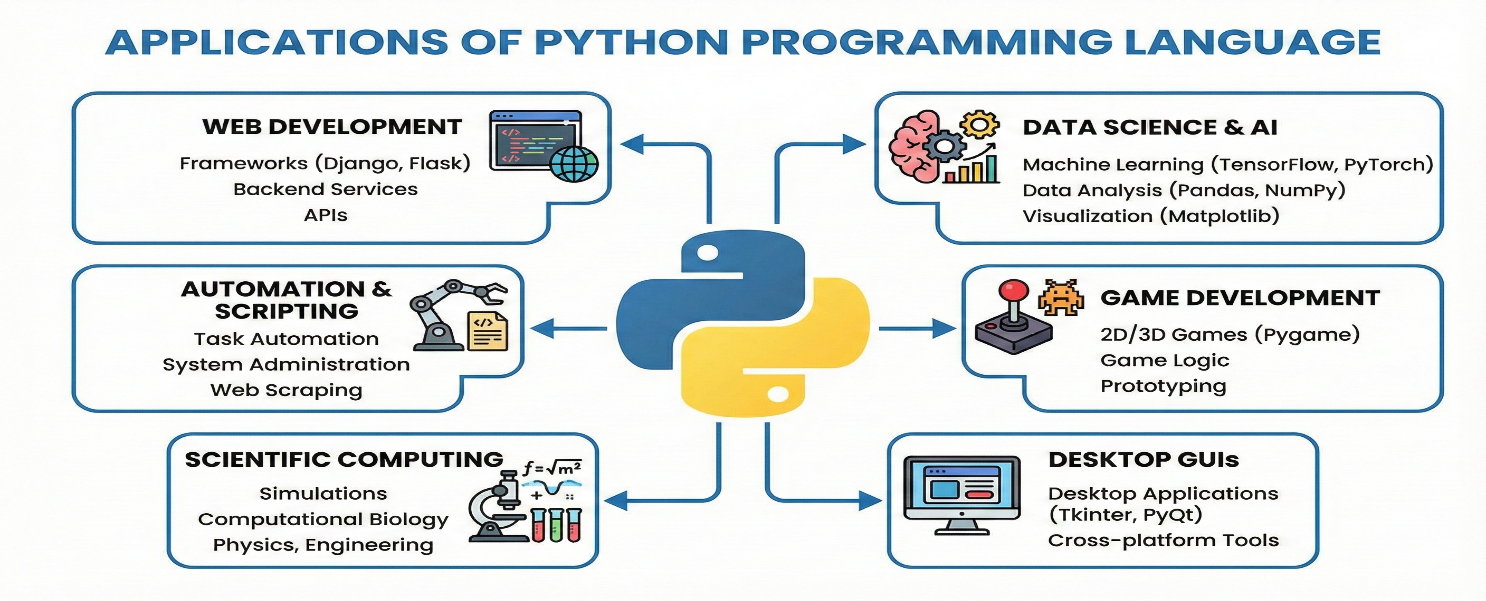 APPLICATIONS OF PYTHON PROGRAMMING LANGUAGE
WEB DEVELOPMENT
Frameworks (Django, Flask)
Backend Services
APIs
</>
</>
DATA SCIENCE & AI
Machine Learning (TensorFlow, PyTorch)
Data Analysis (Pandas, NumPy)
Visualization (Matplotlib)
AUTOMATION &
SCRIPTING
Task Automation
System Administration
Web Scraping
</>
GAME DEVELOPMENT
2D/3D Games (Pygame)
Game Logic
Prototyping
SCIENTIFIC COMPUTING
Simulations
Computational Biology
Physics, Engineering
f=√m²
+ ::
DESKTOP GUIs
Desktop Applications
(Tkinter, PyQt)
Cross-platform Tools